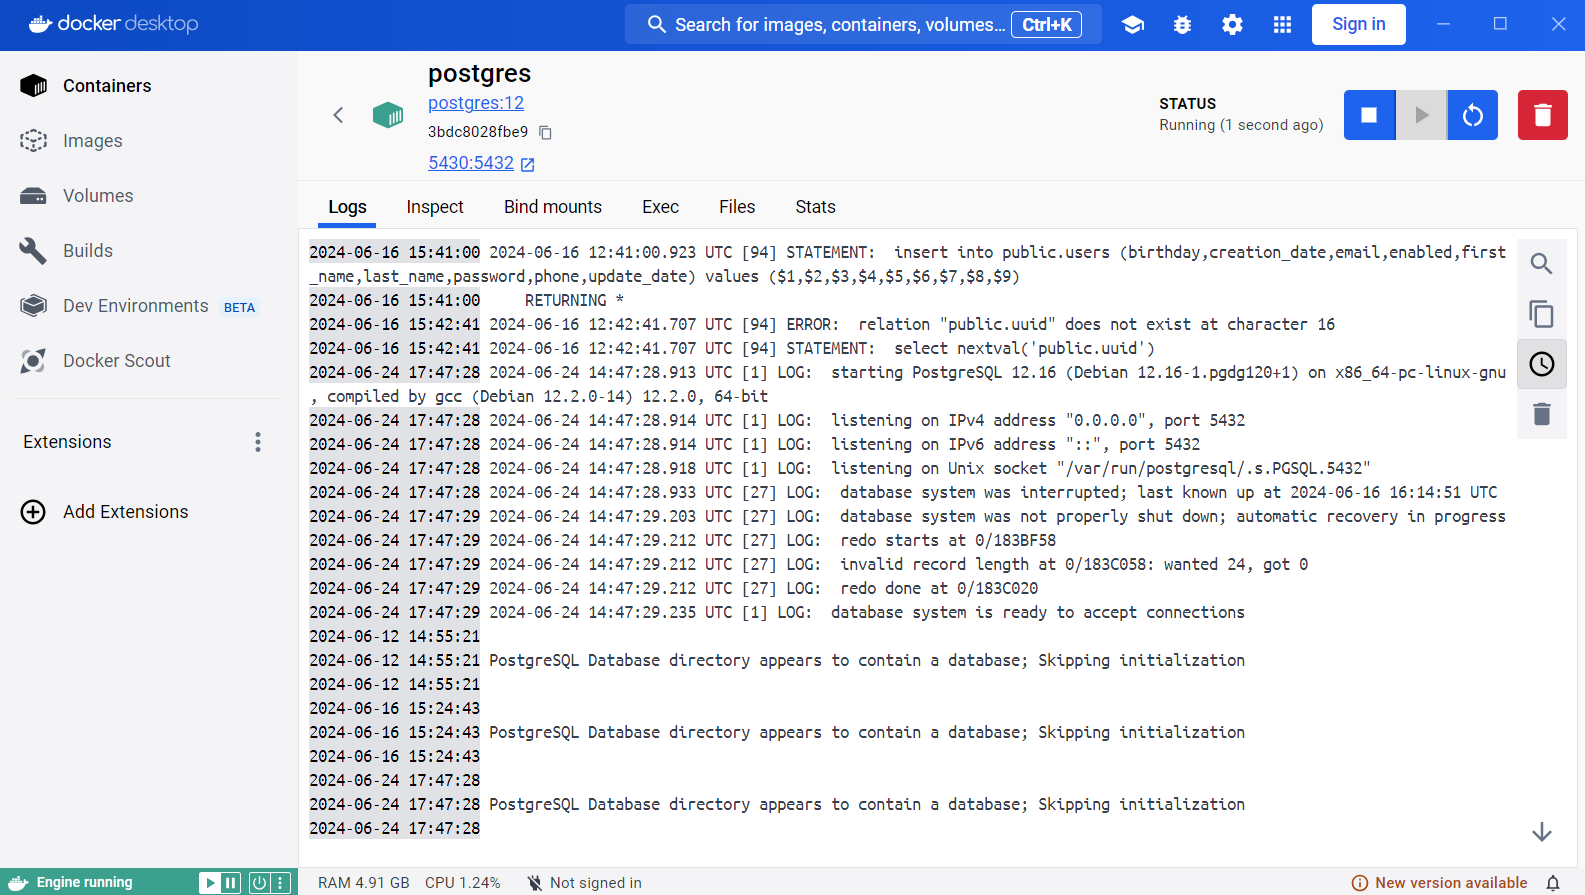 docker desktop
Search for images, containers, volumes... Ctrl+K
Sign in
Containers
Images
Volumes
Builds
Dev Environments BETA
Docker Scout
Extensions
Add Extensions
postgres
postgres:12
3bdc8028fbe9
5430:5432
STATUS
Running (1 second ago)
Logs Inspect Bind mounts Exec Files Stats
2024-06-16 15:41:00 2024-06-16 12:41:00.923 UTC [94] STATEMENT:  insert into public.users (birthday,creation_date,email,enabled,first
_name,last_name,password,phone,update_date) values ($1,$2,$3,$4,$5,$6,$7,$8,$9)
2024-06-16 15:41:00     RETURNING *
2024-06-16 15:42:41 2024-06-16 12:42:41.707 UTC [94] ERROR:  relation "public.uuid" does not exist at character 16
2024-06-16 15:42:41 2024-06-16 12:42:41.707 UTC [94] STATEMENT:  select nextval('public.uuid')
2024-06-24 17:47:28 2024-06-24 14:47:28.913 UTC [1] LOG:  starting PostgreSQL 12.16 (Debian 12.16-1.pgdg120+1) on x86_64-pc-linux-gnu
, compiled by gcc (Debian 12.2.0-14) 12.2.0, 64-bit
2024-06-24 17:47:28 2024-06-24 14:47:28.914 UTC [1] LOG:  listening on IPv4 address "0.0.0.0", port 5432
2024-06-24 17:47:28 2024-06-24 14:47:28.914 UTC [1] LOG:  listening on IPv6 address "::", port 5432
2024-06-24 17:47:28 2024-06-24 14:47:28.918 UTC [1] LOG:  listening on Unix socket "/var/run/postgresql/.s.PGSQL.5432"
2024-06-24 17:47:28 2024-06-24 14:47:28.933 UTC [27] LOG:  database system was interrupted; last known up at 2024-06-16 16:14:51 UTC
2024-06-24 17:47:29 2024-06-24 14:47:29.203 UTC [27] LOG:  database system was not properly shut down; automatic recovery in progress
2024-06-24 17:47:29 2024-06-24 14:47:29.212 UTC [27] LOG:  redo starts at 0/183BF58
2024-06-24 17:47:29 2024-06-24 14:47:29.212 UTC [27] LOG:  invalid record length at 0/183C058: wanted 24, got 0
2024-06-24 17:47:29 2024-06-24 14:47:29.212 UTC [27] LOG:  redo done at 0/183C020
2024-06-24 17:47:29 2024-06-24 14:47:29.235 UTC [1] LOG:  database system is ready to accept connections
2024-06-12 14:55:21
2024-06-12 14:55:21 PostgreSQL Database directory appears to contain a database; Skipping initialization
2024-06-12 14:55:21
2024-06-16 15:24:43
2024-06-16 15:24:43 PostgreSQL Database directory appears to contain a database; Skipping initialization
2024-06-16 15:24:43
2024-06-24 17:47:28
2024-06-24 17:47:28 PostgreSQL Database directory appears to contain a database; Skipping initialization
2024-06-24 17:47:28
Engine running
RAM 4.91 GB CPU 1.24% Not signed in
New version available